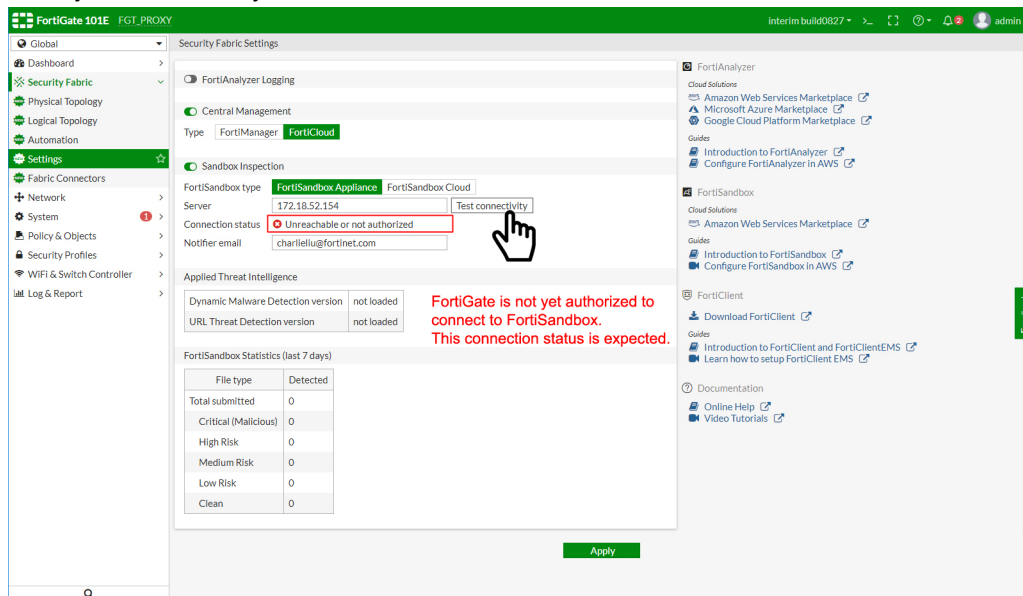 FortiGate 101E FGT_PROXY
interim build0827
>_
2
admin
Global
Dashboard
Security Fabric
Physical Topology
Logical Topology
Automation
Settings
Fabric Connectors
Network
System 1
Policy & Objects
Security Profiles
WiFi & Switch Controller
Log & Report
Security Fabric Settings
FortiAnalyzer Logging
Central Management
Type FortiManager FortiCloud
Sandbox Inspection
FortiSandbox type FortiSandbox Appliance FortiSandbox Cloud
Server 172.18.52.154 Test connectivity
Connection status Unreachable or not authorized
Notifier email charlieliu@fortinet.com
Applied Threat Intelligence
Dynamic Malware Detection version not loaded
URL Threat Detection version not loaded
FortiGate is not yet authorized to
connect to FortiSandbox.
This connection status is expected.
FortiSandbox Statistics (last 7 days)
File type Detected
Total submitted 0
Critical (Malicious) 0
High Risk 0
Medium Risk 0
Low Risk 0
Clean 0
Apply
FortiAnalyzer
Cloud Solutions
Amazon Web Services Marketplace
Microsoft Azure Marketplace
Google Cloud Platform Marketplace
Guides
Introduction to FortiAnalyzer
Configure FortiAnalyzer in AWS
FortiSandbox
Cloud Solutions
Amazon Web Services Marketplace
Guides
Introduction to FortiSandbox
Configure FortiSandbox in AWS
FortiClient
Download FortiClient
Guides
Introduction to FortiClient and FortiClientEMS
Learn how to setup FortiClient EMS
Documentation
Online Help
Video Tutorials